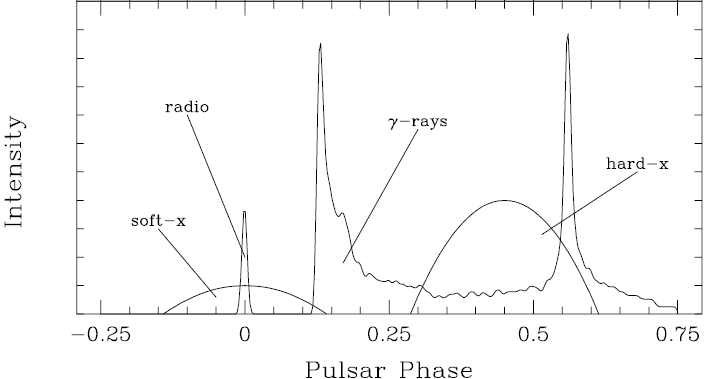 radio
γ-rays
hard-x
soft-x
Intensity
-0.25 0 0.25 0.5 0.75
Pulsar Phase